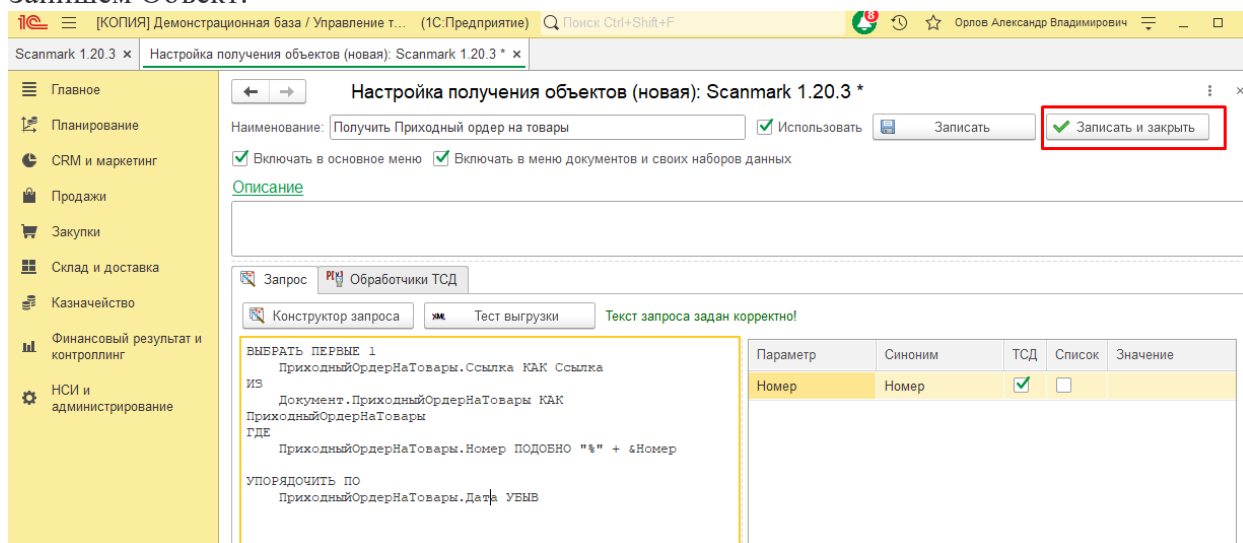 Запишем Объект.
1С [КОПИЯ] Демонстрационная база / Управление т... (1С:Предприятие) Поиск Ctrl+Shift+F 8 Орлов Александр Владимирович
Scanmark 1.20.3 × Настройка получения объектов (новая): Scanmark 1.20.3 * ×
Главное
Планирование
CRM и маркетинг
Продажи
Закупки
Склад и доставка
Казначейство
Финансовый результат и
контроллинг
НСИ и
администрирование
Настройка получения объектов (новая): Scanmark 1.20.3 *
Наименование: Получить Приходный ордер на товары Использовать Записать Записать и закрыть
Включать в основное меню Включать в меню документов и своих наборов данных
Описание
Запрос Обработчики ТСД
Конструктор запроса XML Тест выгрузки Текст запроса задан корректно!
ВЫБРАТЬ ПЕРВЫЕ 1
ПриходныйОрдерНаТовары.Ссылка КАК Ссылка
ИЗ
Документ.ПриходныйОрдерНаТовары КАК
ПриходныйОрдерНаТовары
ГДЕ
ПриходныйОрдерНаТовары.Номер ПОДОБНО "%" + &Номер
УПОРЯДОЧИТЬ ПО
ПриходныйОрдерНаТовары.Дата УБЫВ
Параметр Синоним ТСД Список Значение
Номер Номер